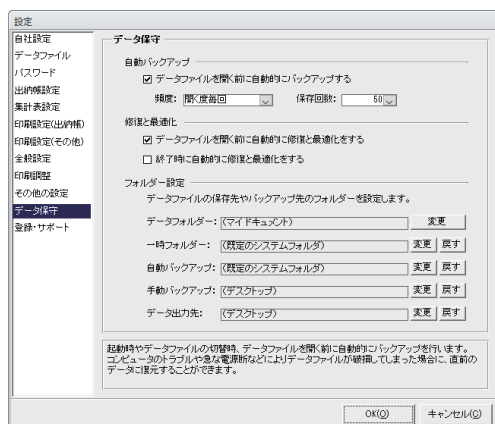 設定
自社設定
データファイル
パスワード
出納帳設定
集計表設定
印刷設定(出納帳)
印刷設定(その他)
全般設定
印刷調整
その他の設定
データ保守
登録・サポート
データ保守
自動バックアップ
データファイルを開く前に自動的にバックアップする
頻度： 開く度毎回 保存回数： 50
修復と最適化
データファイルを開く前に自動的に修復と最適化をする
終了時に自動的に修復と最適化をする
フォルダー設定
データファイルの保存先やバックアップ先のフォルダーを設定します。
データフォルダー： (マイドキュメント) 変更
一時フォルダー： (既定のシステムフォルダ) 変更 戻す
自動バックアップ： (既定のシステムフォルダ) 変更 戻す
手動バックアップ： (デスクトップ) 変更 戻す
データ出力先： (デスクトップ) 変更 戻す
起動時やデータファイルの切替時、データファイルを開く前に自動的にバックアップを行います。
コンピュータのトラブルや急な電源断などによりデータファイルが破損してしまった場合に、直前の
データに復元することができます。
OK(O) キャンセル(C)